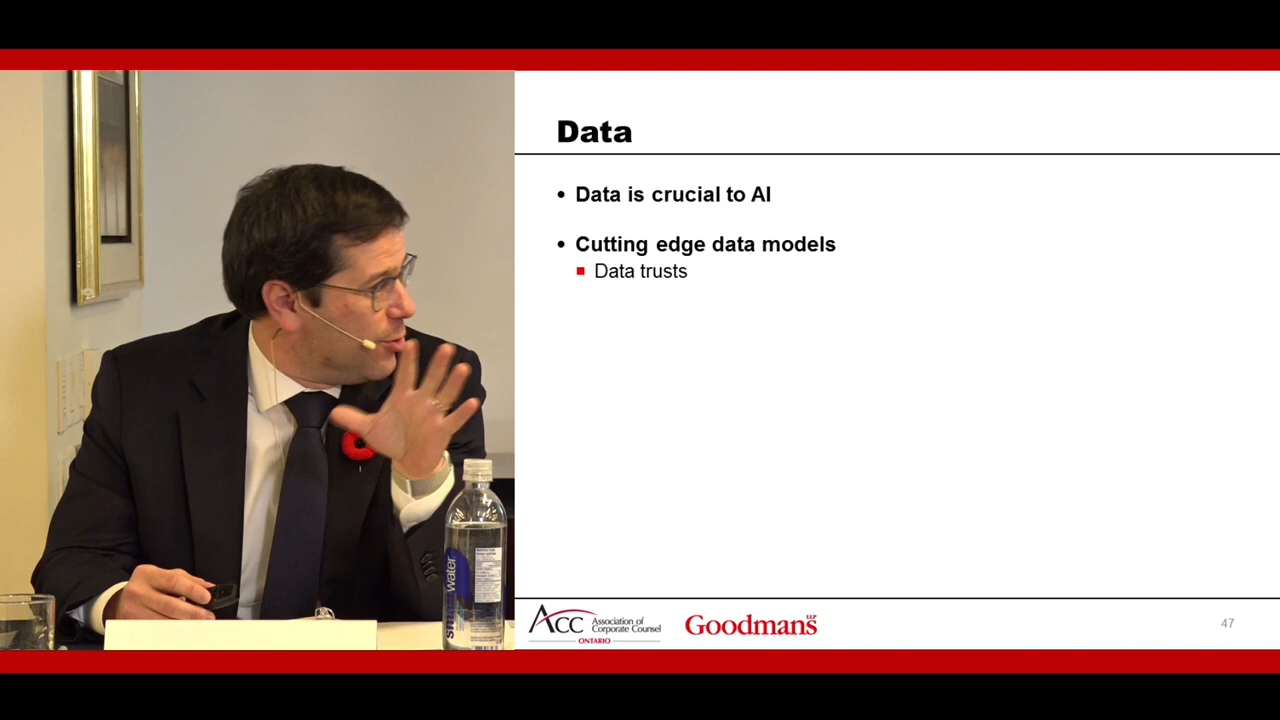 Data
• Data is crucial to AI
• Cutting edge data models
▪ Data trusts
water
ACC Association of
Corporate Counsel
ONTARIO
Goodmans LLP
47